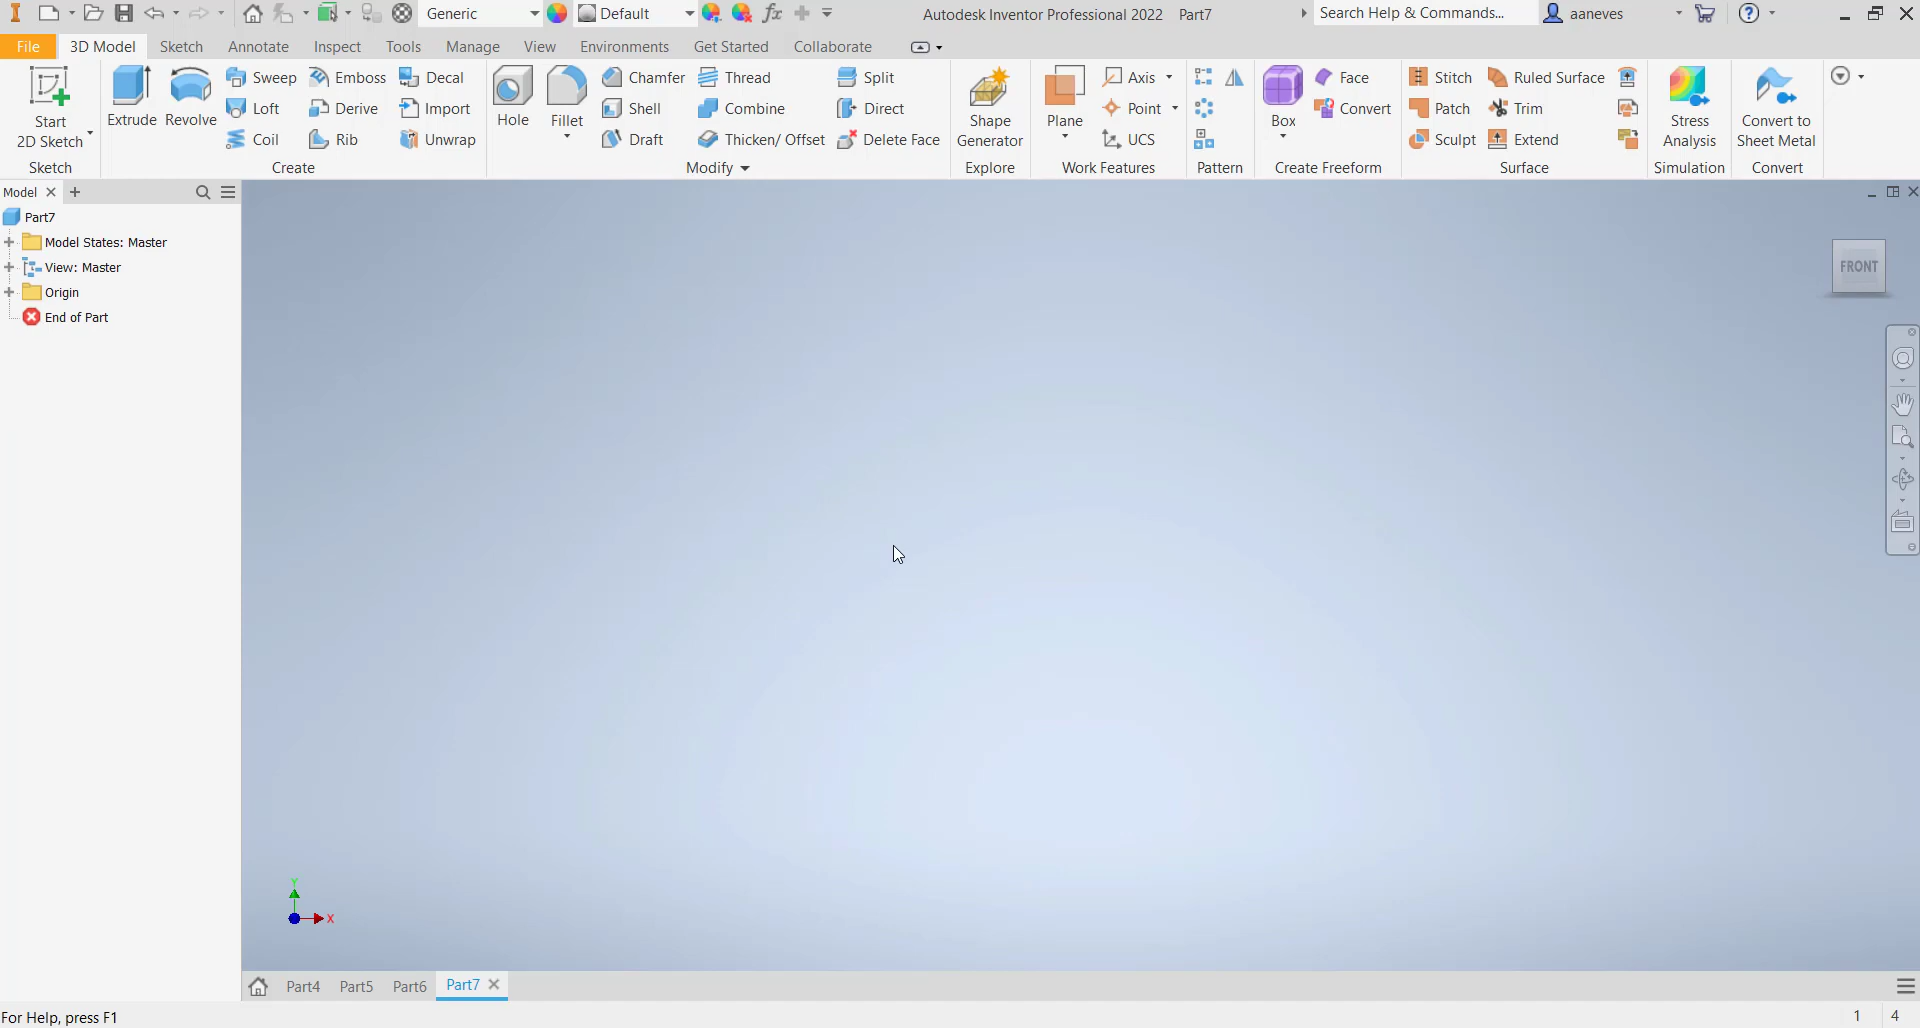 Generic
Default
Autodesk Inventor Professional 2022 Part7
Search Help & Commands...
aaneves
File
3D Model
Sketch
Annotate
Inspect
Tools
Manage
View
Environments
Get Started
Collaborate
Start
2D Sketch
Sketch
Extrude
Revolve
Sweep
Loft
Coil
Emboss
Derive
Rib
Decal
Import
Unwrap
Create
Hole
Fillet
Chamfer
Shell
Draft
Thread
Combine
Thicken/ Offset
Split
Direct
Delete Face
Modify
Shape
Generator
Explore
Plane
Axis
Point
UCS
Work Features
Pattern
Box
Face
Convert
Create Freeform
Stitch
Patch
Sculpt
Ruled Surface
Trim
Extend
Surface
Stress
Analysis
Simulation
Convert to
Sheet Metal
Convert
Model
Part7
Model States: Master
View: Master
Origin
End of Part
FRONT
Y
X
Part4
Part5
Part6
Part7
For Help, press F1
1
4